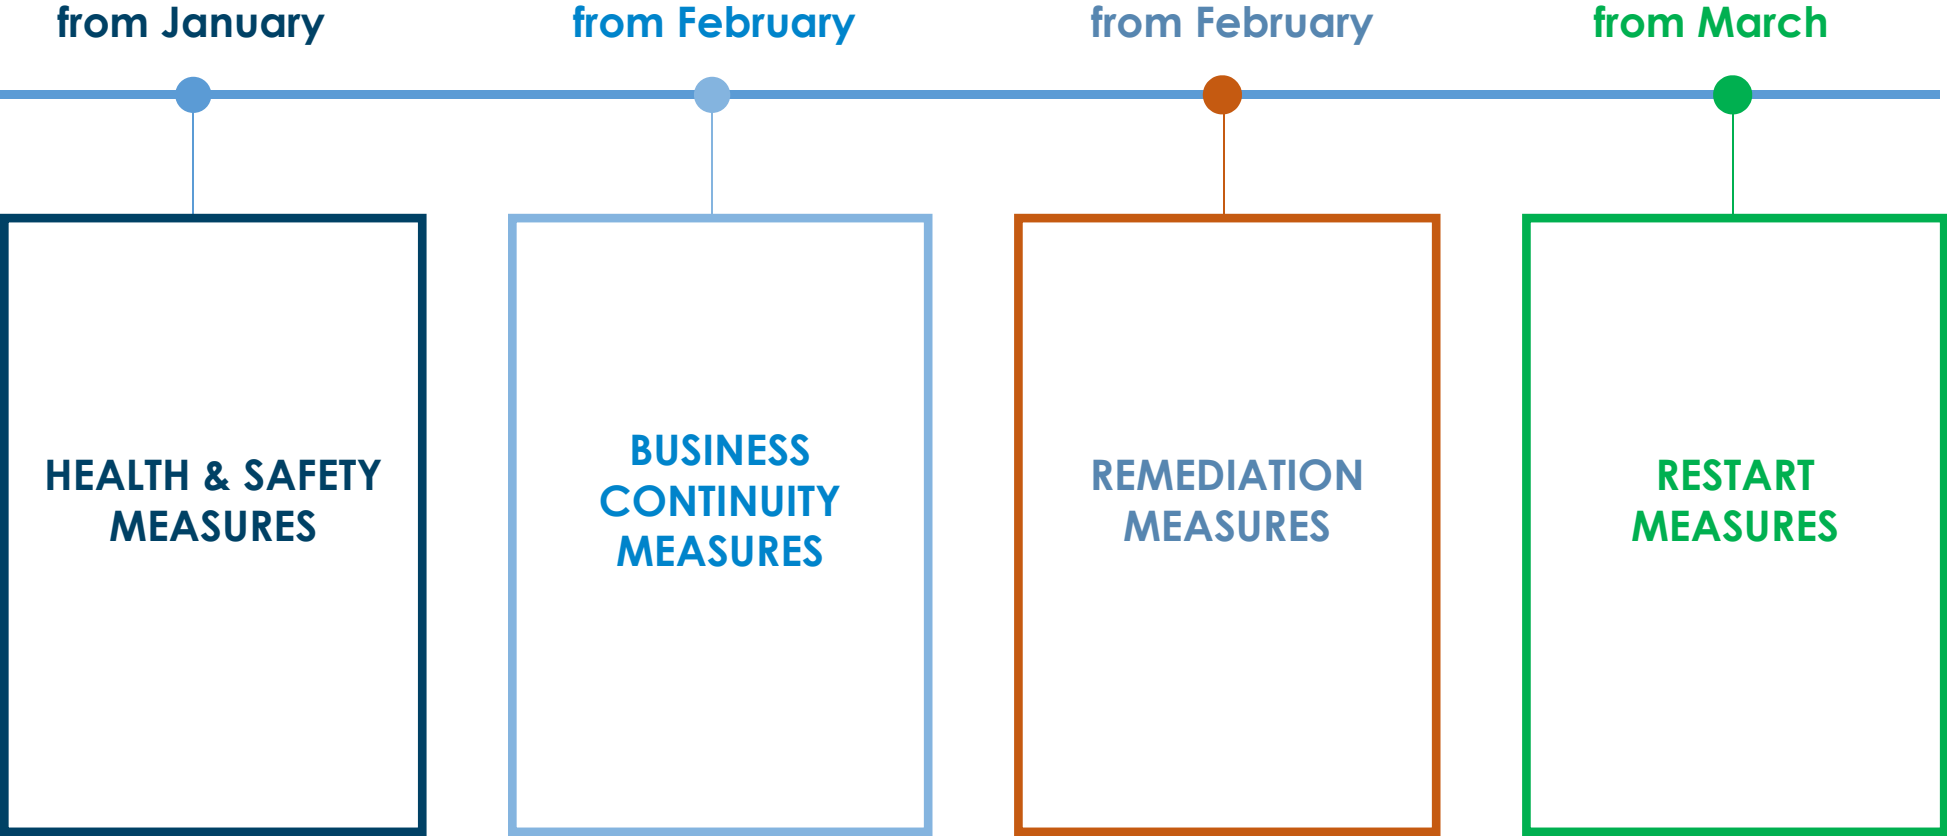 from January
from February
from February
from March
HEALTH & SAFETY
MEASURES
BUSINESS
CONTINUITY
MEASURES
REMEDIATION
MEASURES
RESTART
MEASURES